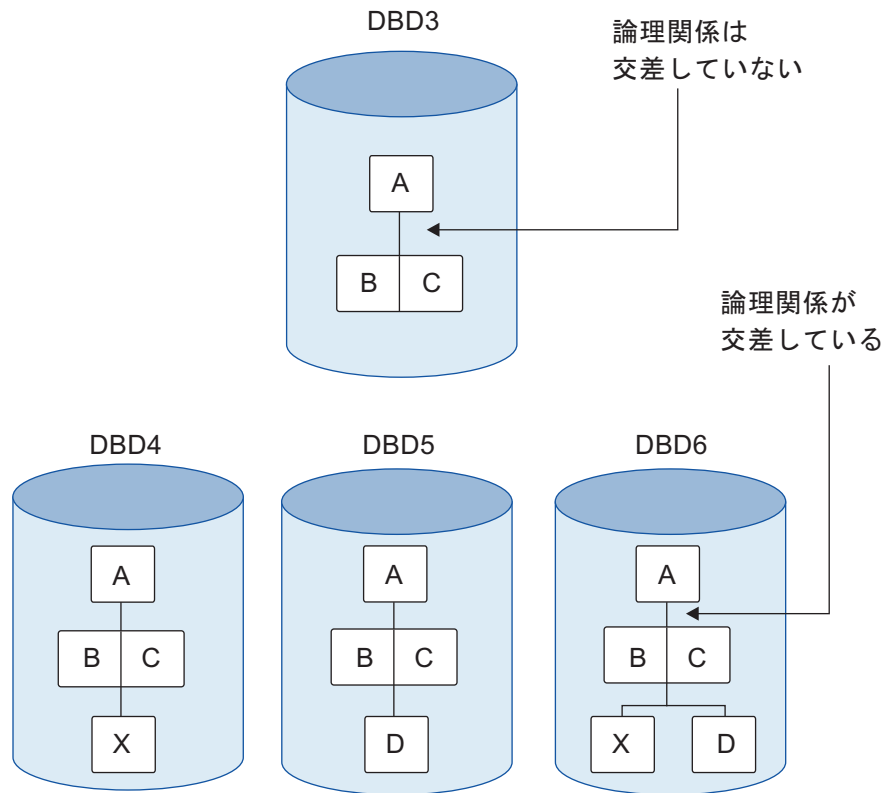 DBD3
論理関係は
交差していない
A
B C
論理関係が
交差している
DBD4
A
B C
X
DBD5
A
B C
D
DBD6
A
B C
X D